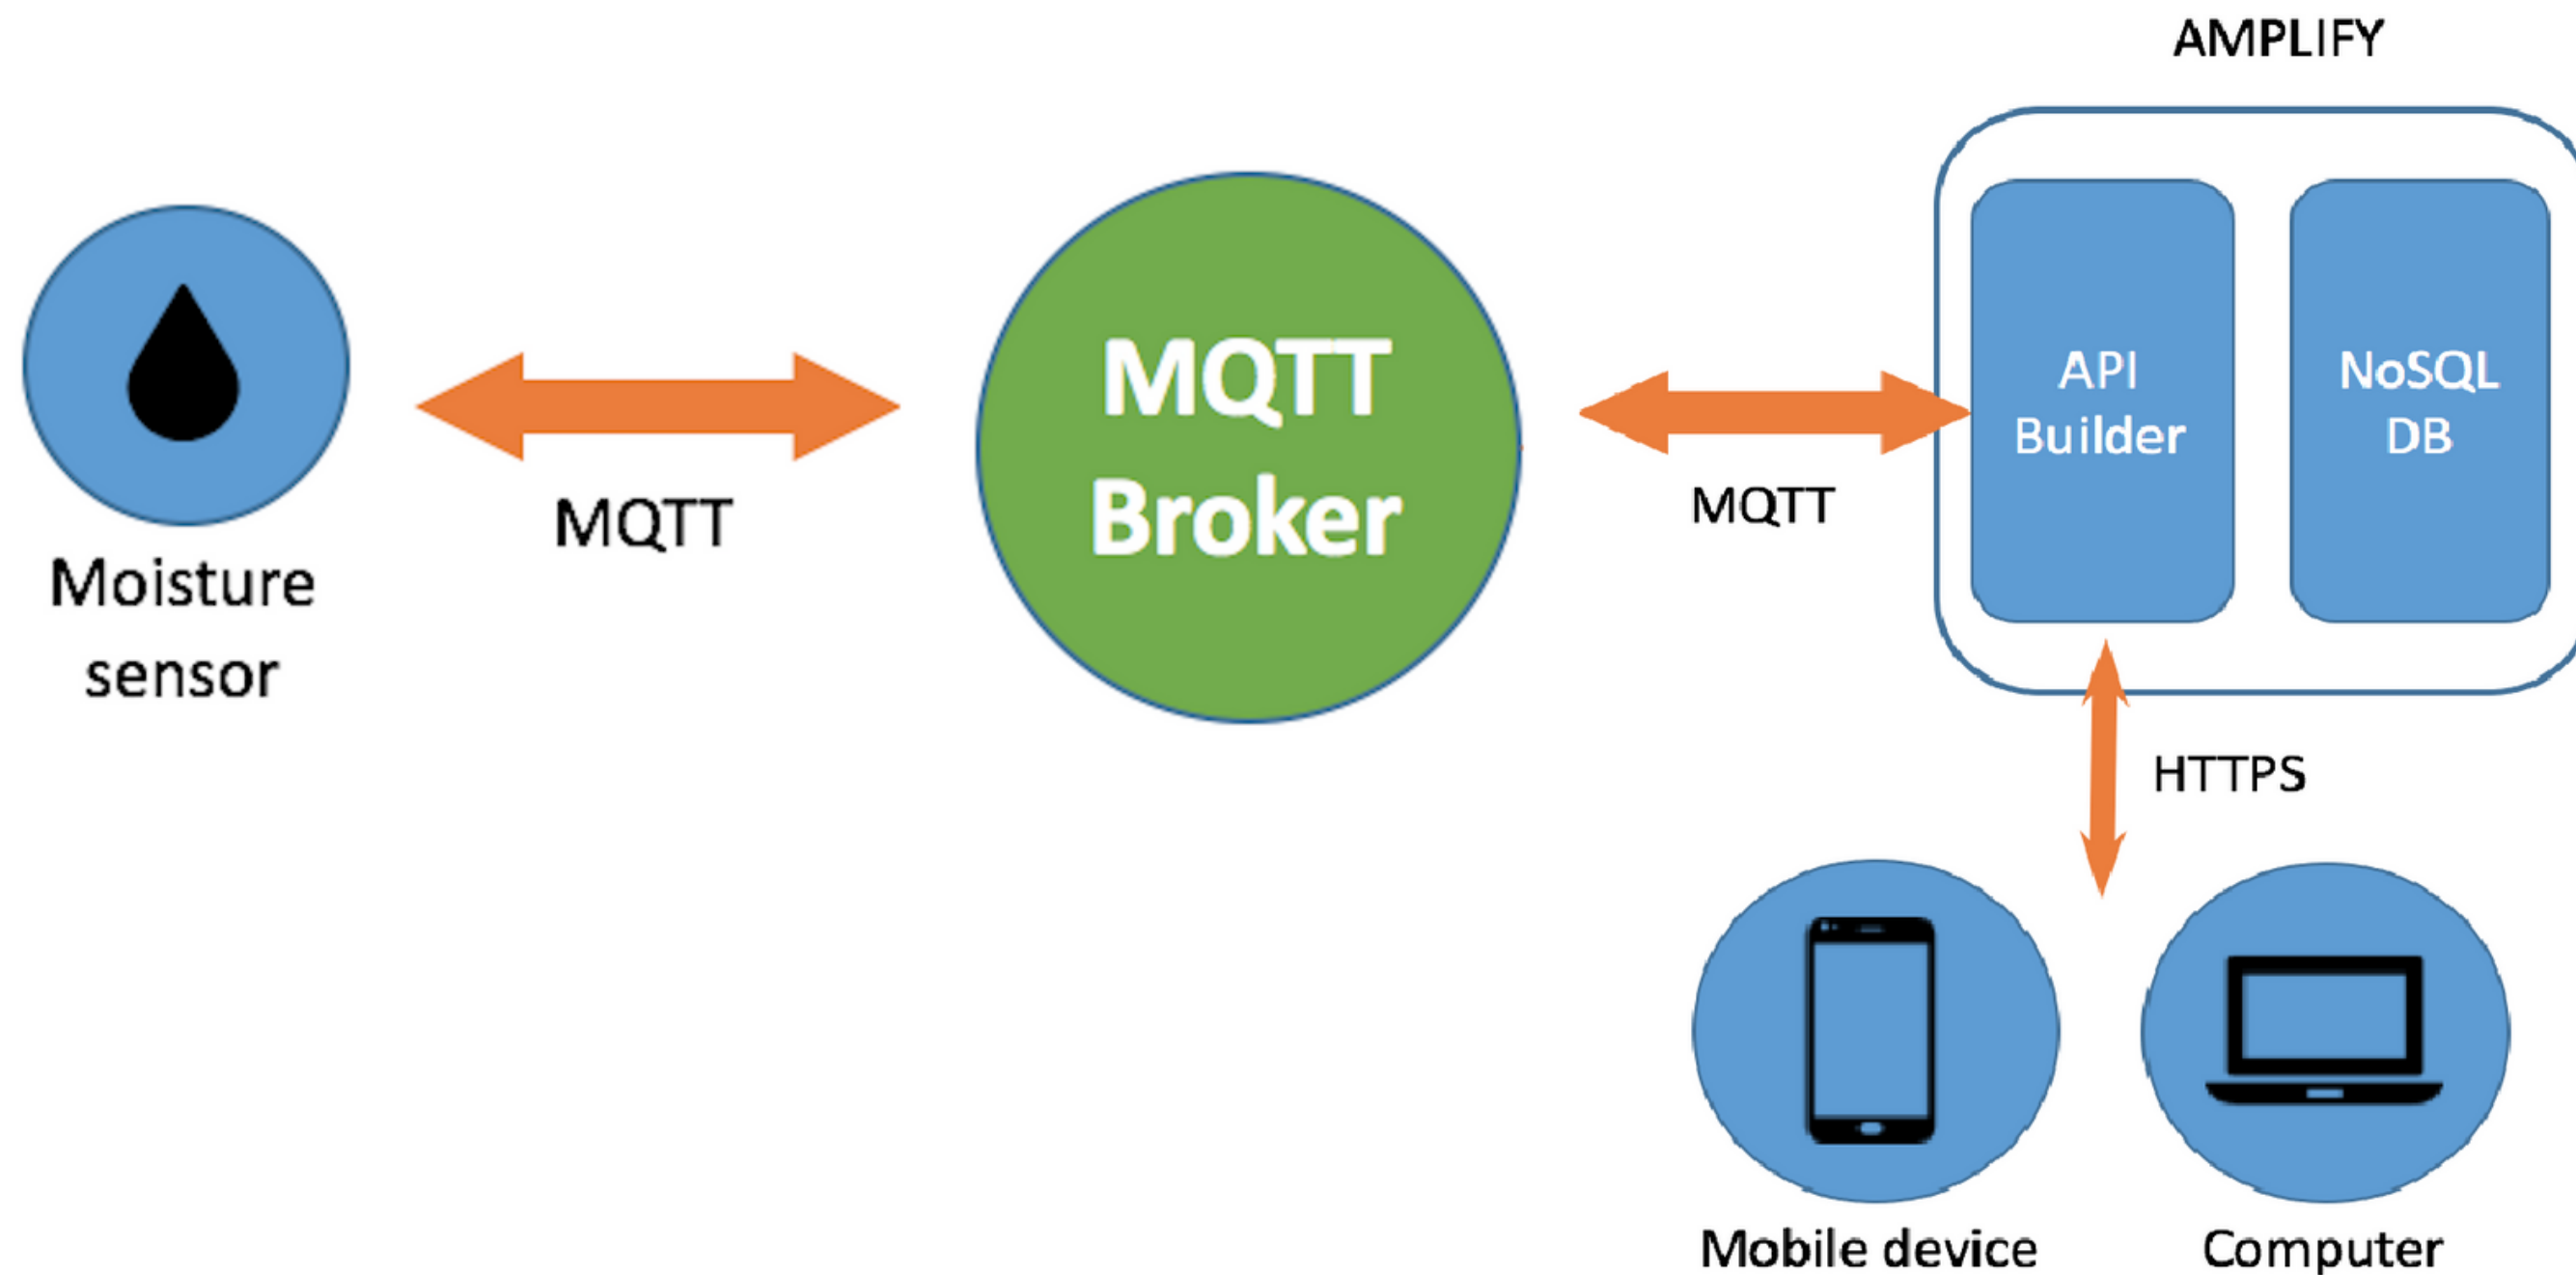 AMPLIFY
MQTT
Broker
API
Builder
NoSQL
DB
MQTT
MQTT
Moisture
sensor
HTTPS
Mobile device
Computer